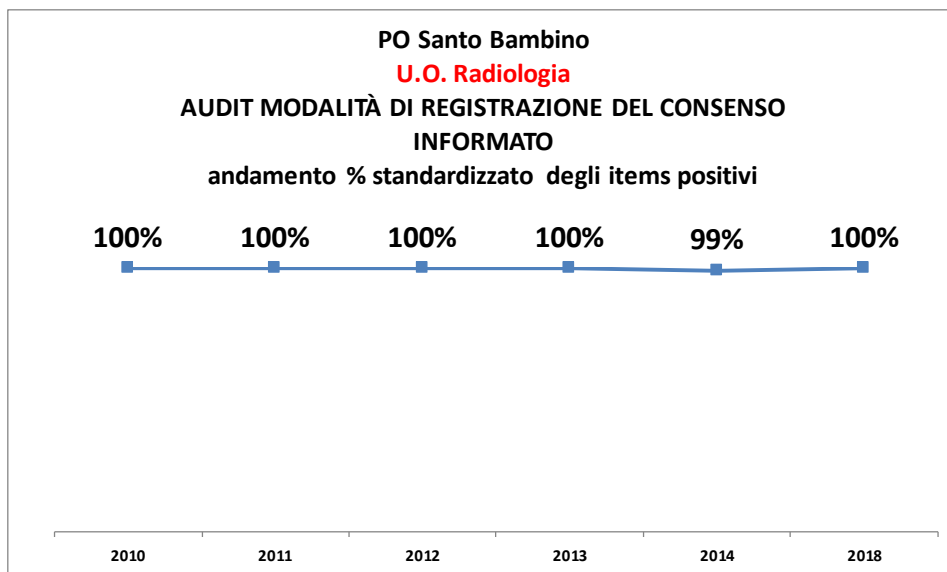 PO Santo Bambino
U.O. Radiologia
AUDIT MODALITÀ DI REGISTRAZIONE DEL CONSENSO
INFORMATO
andamento % standardizzato degli items positivi
100% 100% 100% 100% 99% 100%
2010 2011 2012 2013 2014 2018